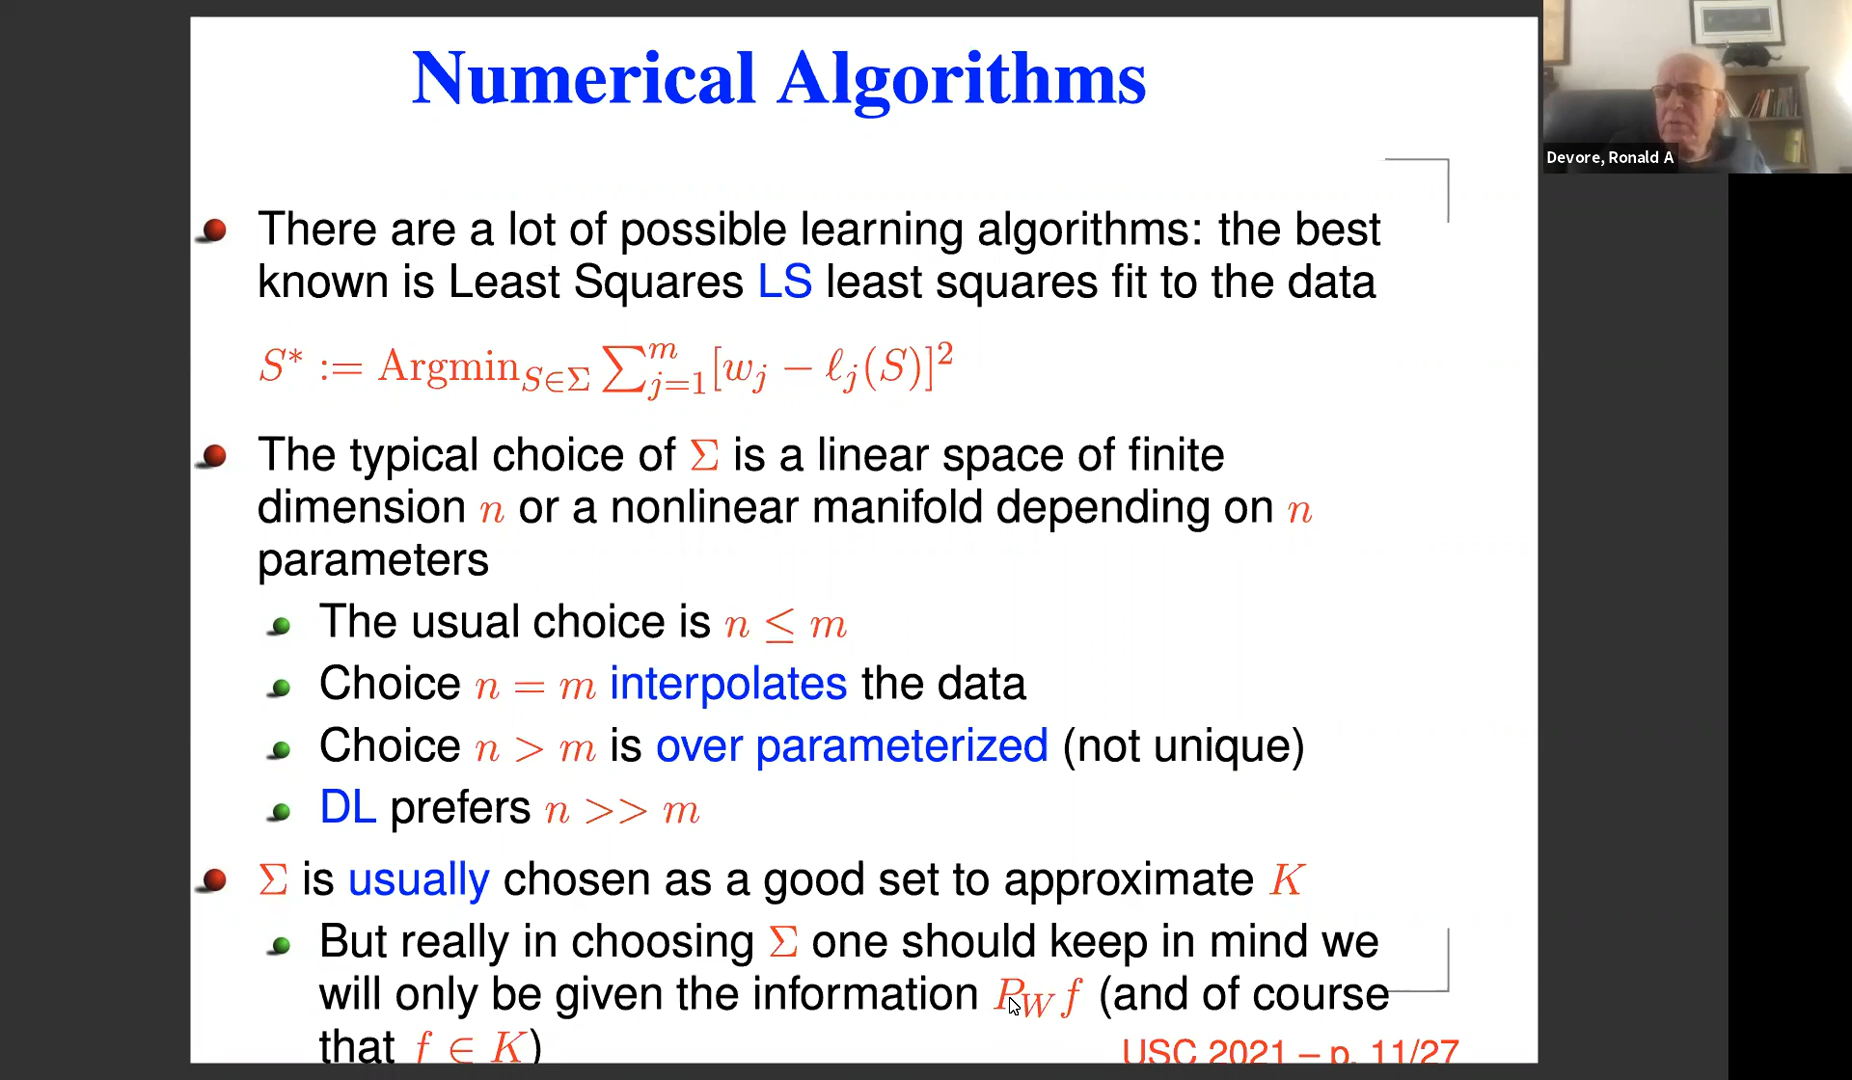 Numerical Algorithms
Devore, Ronald A
There are a lot of possible learning algorithms: the best
known is Least Squares LS least squares fit to the data
S* := Argmin_{S∈Σ} ∑_{j=1}^{m}[w_j − ℓ_j(S)]^2
The typical choice of Σ is a linear space of finite
dimension n or a nonlinear manifold depending on n
parameters
The usual choice is n ≤ m
Choice n = m interpolates the data
Choice n > m is over parameterized (not unique)
DL prefers n >> m
Σ is usually chosen as a good set to approximate K
But really in choosing Σ one should keep in mind we
will only be given the information P_W f (and of course
that f ∈ K)
USC 2021 – p. 11/27